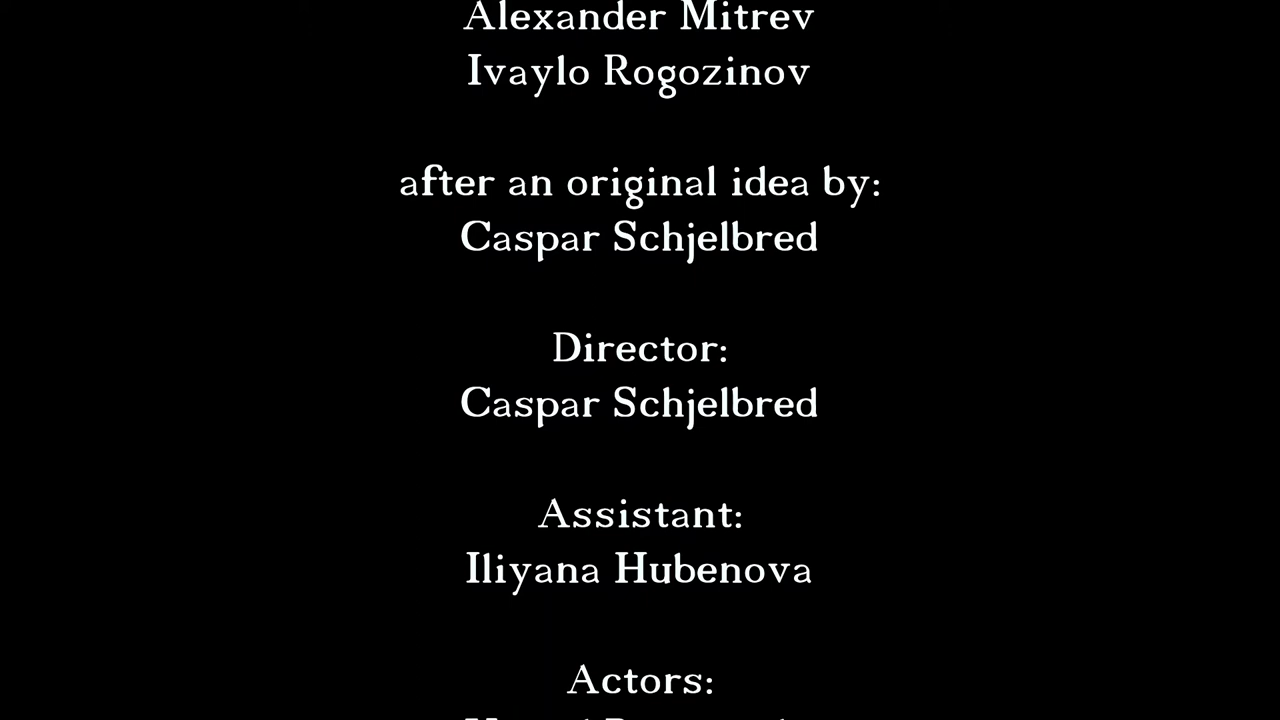 Alexander Mitrev
Ivaylo Rogozinov
after an original idea by:
Caspar Schjelbred
Director:
Caspar Schjelbred
Assistant:
Iliyana Hubenova
Actors: